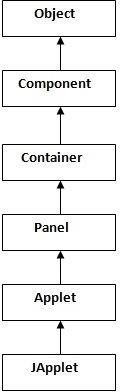 Object
Component
Container
Panel
Applet
JApplet